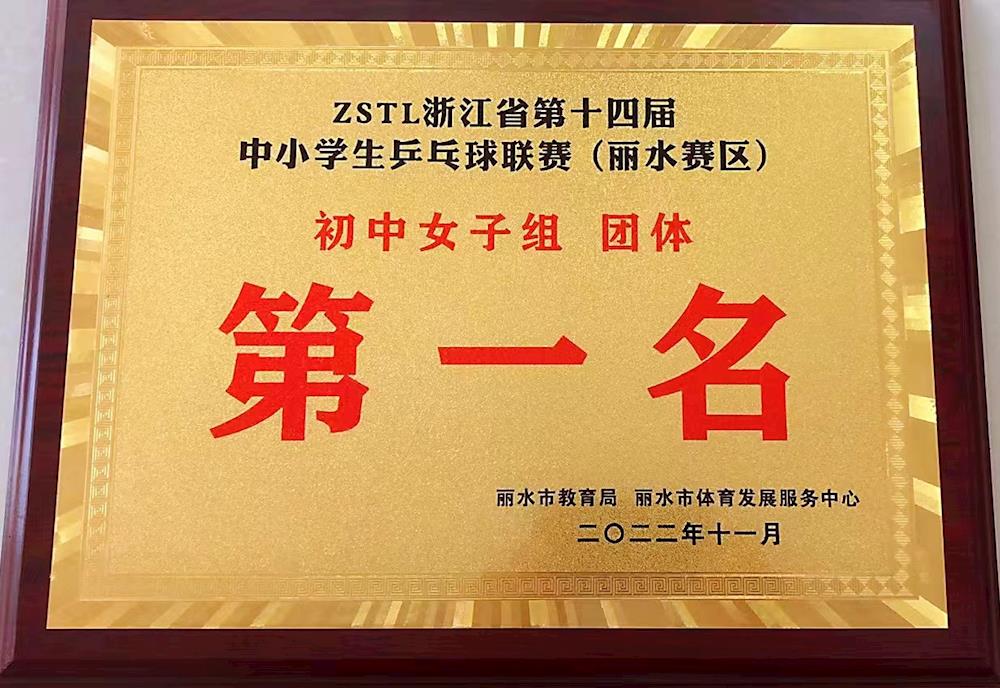 ZSTL浙江省第十四届
中小学生乒乓球联赛（丽水赛区）
初中女子组 团体
第一名
丽水市教育局 丽水市体育发展服务中心
二〇二二年十一月